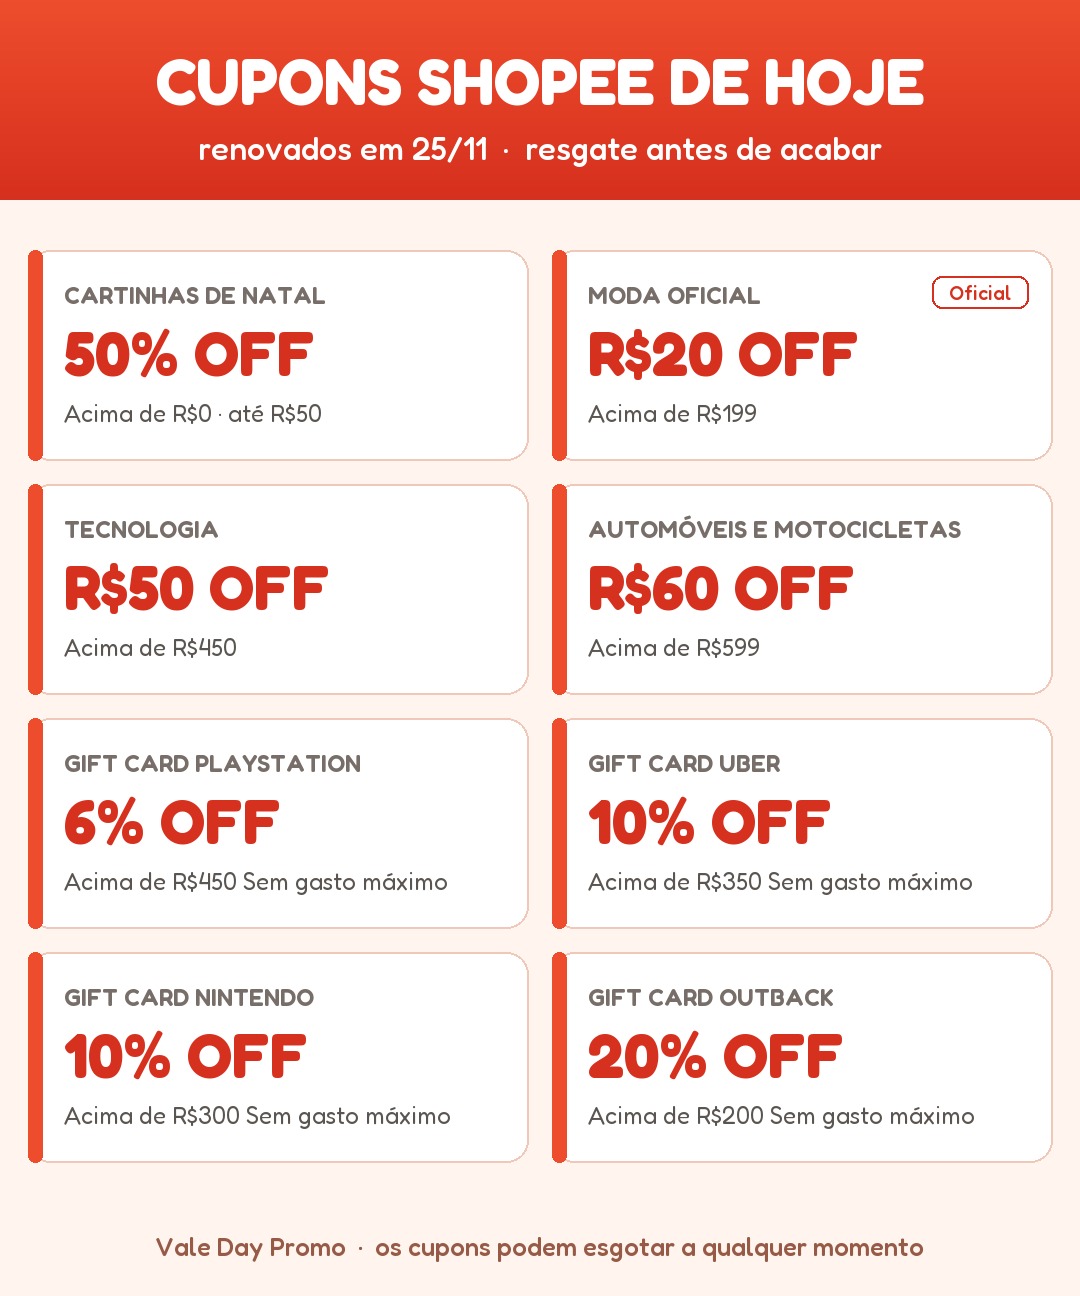 CUPONS SHOPEE DE HOJE
renovados em 25/11 · resgate antes de acabar
CARTINHAS DE NATAL
50% OFF
Acima de R$0 · até R$50
MODA OFICIAL
Oficial
R$20 OFF
Acima de R$199
TECNOLOGIA
R$50 OFF
Acima de R$450
AUTOMÓVEIS E MOTOCICLETAS
R$60 OFF
Acima de R$599
GIFT CARD PLAYSTATION
6% OFF
Acima de R$450 Sem gasto máximo
GIFT CARD UBER
10% OFF
Acima de R$350 Sem gasto máximo
GIFT CARD NINTENDO
10% OFF
Acima de R$300 Sem gasto máximo
GIFT CARD OUTBACK
20% OFF
Acima de R$200 Sem gasto máximo
Vale Day Promo · os cupons podem esgotar a qualquer momento